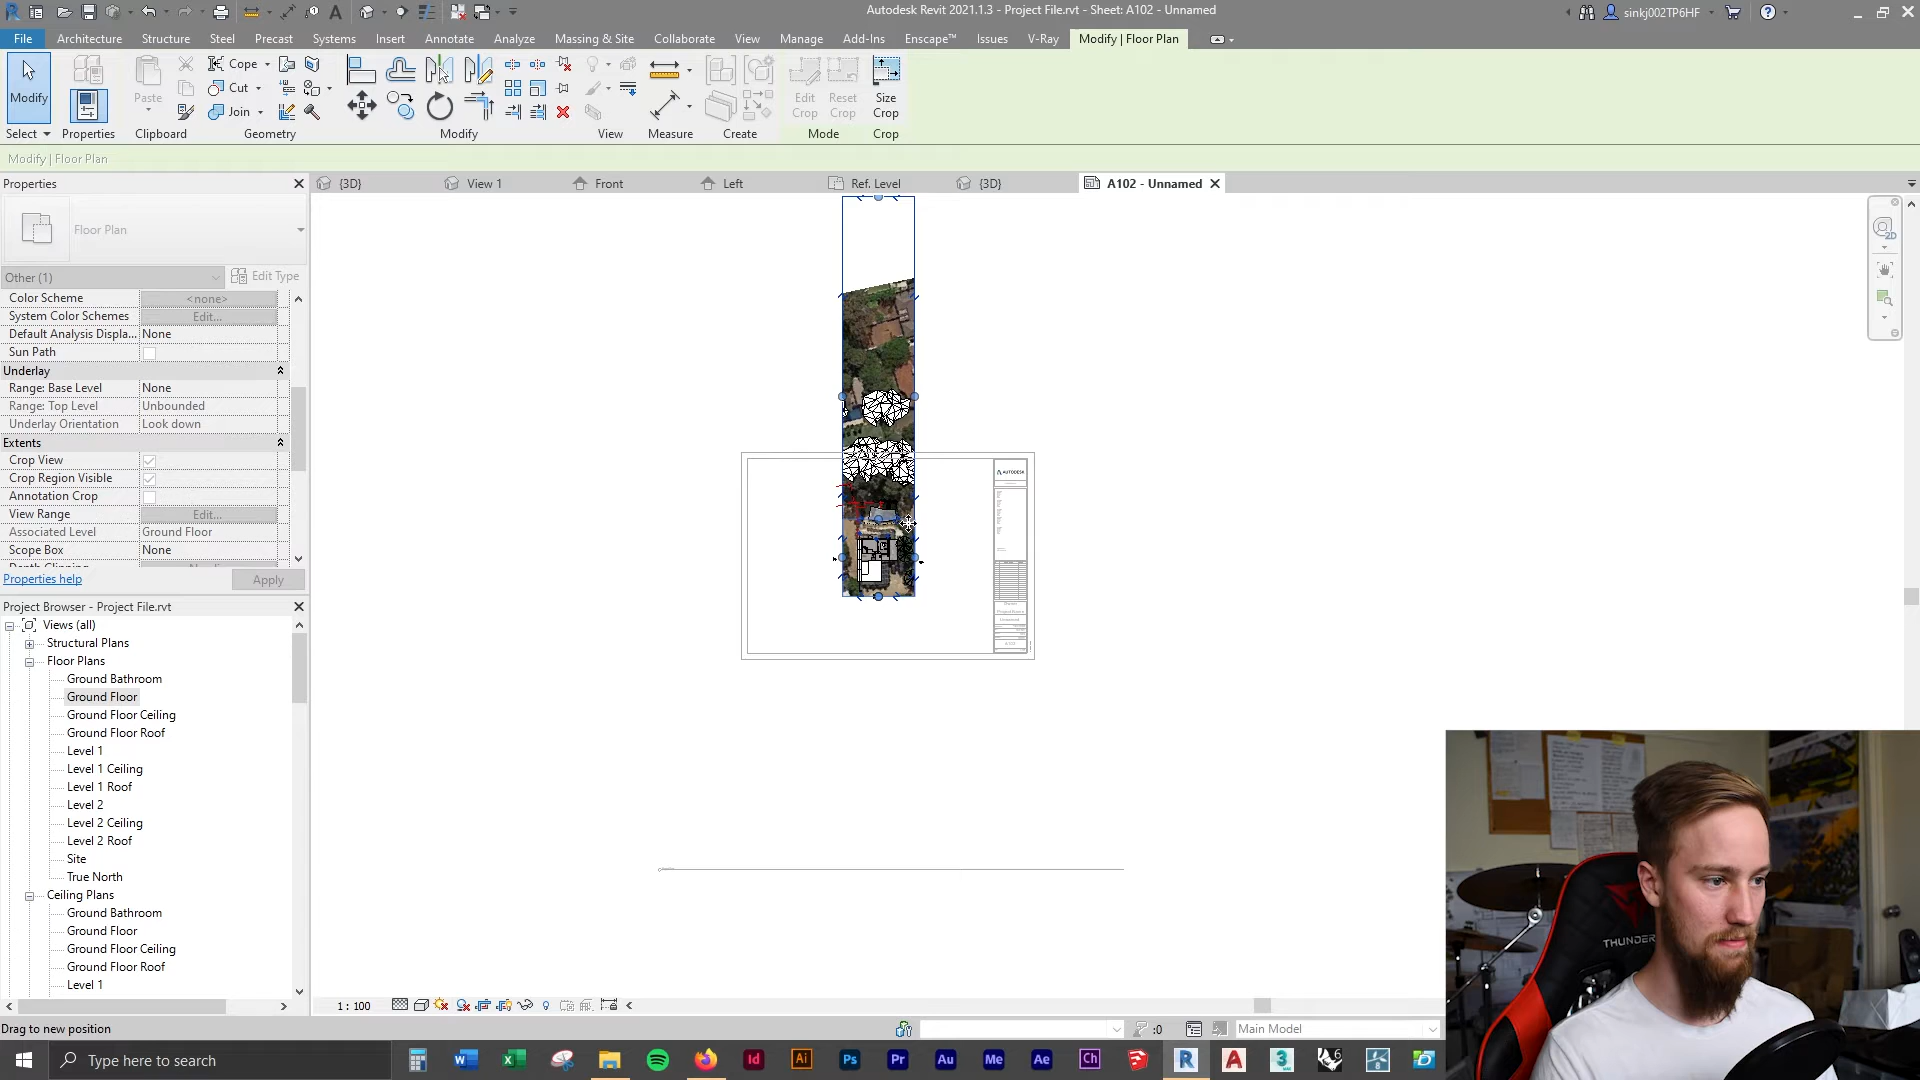 Autodesk Revit 2021.1.3 - Project File.rvt - Sheet: A102 - Unnamed
sinkj002TP6HF
File Architecture Structure Steel Precast Systems Insert Annotate Analyze Massing & Site Collaborate View Manage Add-Ins Enscape™ Issues V-Ray Modify | Floor Plan
Modify
Paste
Cope
Cut
Join
Edit Crop
Reset Crop
Size Crop
Select Properties Clipboard Geometry Modify View Measure Create Mode Crop
Modify | Floor Plan
Properties
{3D} View 1 Front Left Ref. Level {3D} A102 - Unnamed
Floor Plan
Other (1) Edit Type
Color Scheme <none>
System Color Schemes Edit...
Default Analysis Displa... None
Sun Path
Underlay
Range: Base Level None
Range: Top Level Unbounded
Underlay Orientation Look down
Extents
Crop View
Crop Region Visible
Annotation Crop
View Range Edit...
Associated Level Ground Floor
Scope Box None
Properties help Apply
Project Browser - Project File.rvt
Views (all)
Structural Plans
Floor Plans
Ground Bathroom
Ground Floor
Ground Floor Ceiling
Ground Floor Roof
Level 1
Level 1 Ceiling
Level 1 Roof
Level 2
Level 2 Ceiling
Level 2 Roof
Site
True North
Ceiling Plans
Ground Bathroom
Ground Floor
Ground Floor Ceiling
Ground Floor Roof
Level 1
AUTODESK
1 : 100
Drag to new position
:0
Main Model
Type here to search
THUNDER